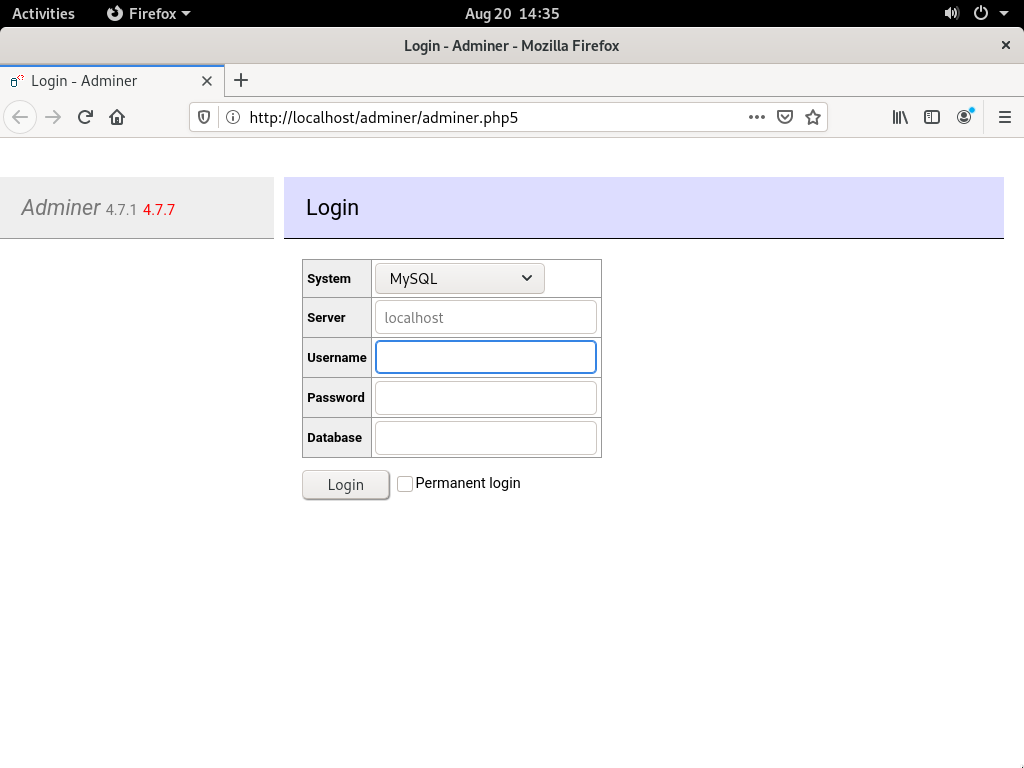 Activities Firefox Aug 20 14:35
Login - Adminer - Mozilla Firefox
Login - Adminer
http://localhost/adminer/adminer.php5
Adminer 4.7.1 4.7.7
Login
System MySQL
Server localhost
Username
Password
Database
Login Permanent login